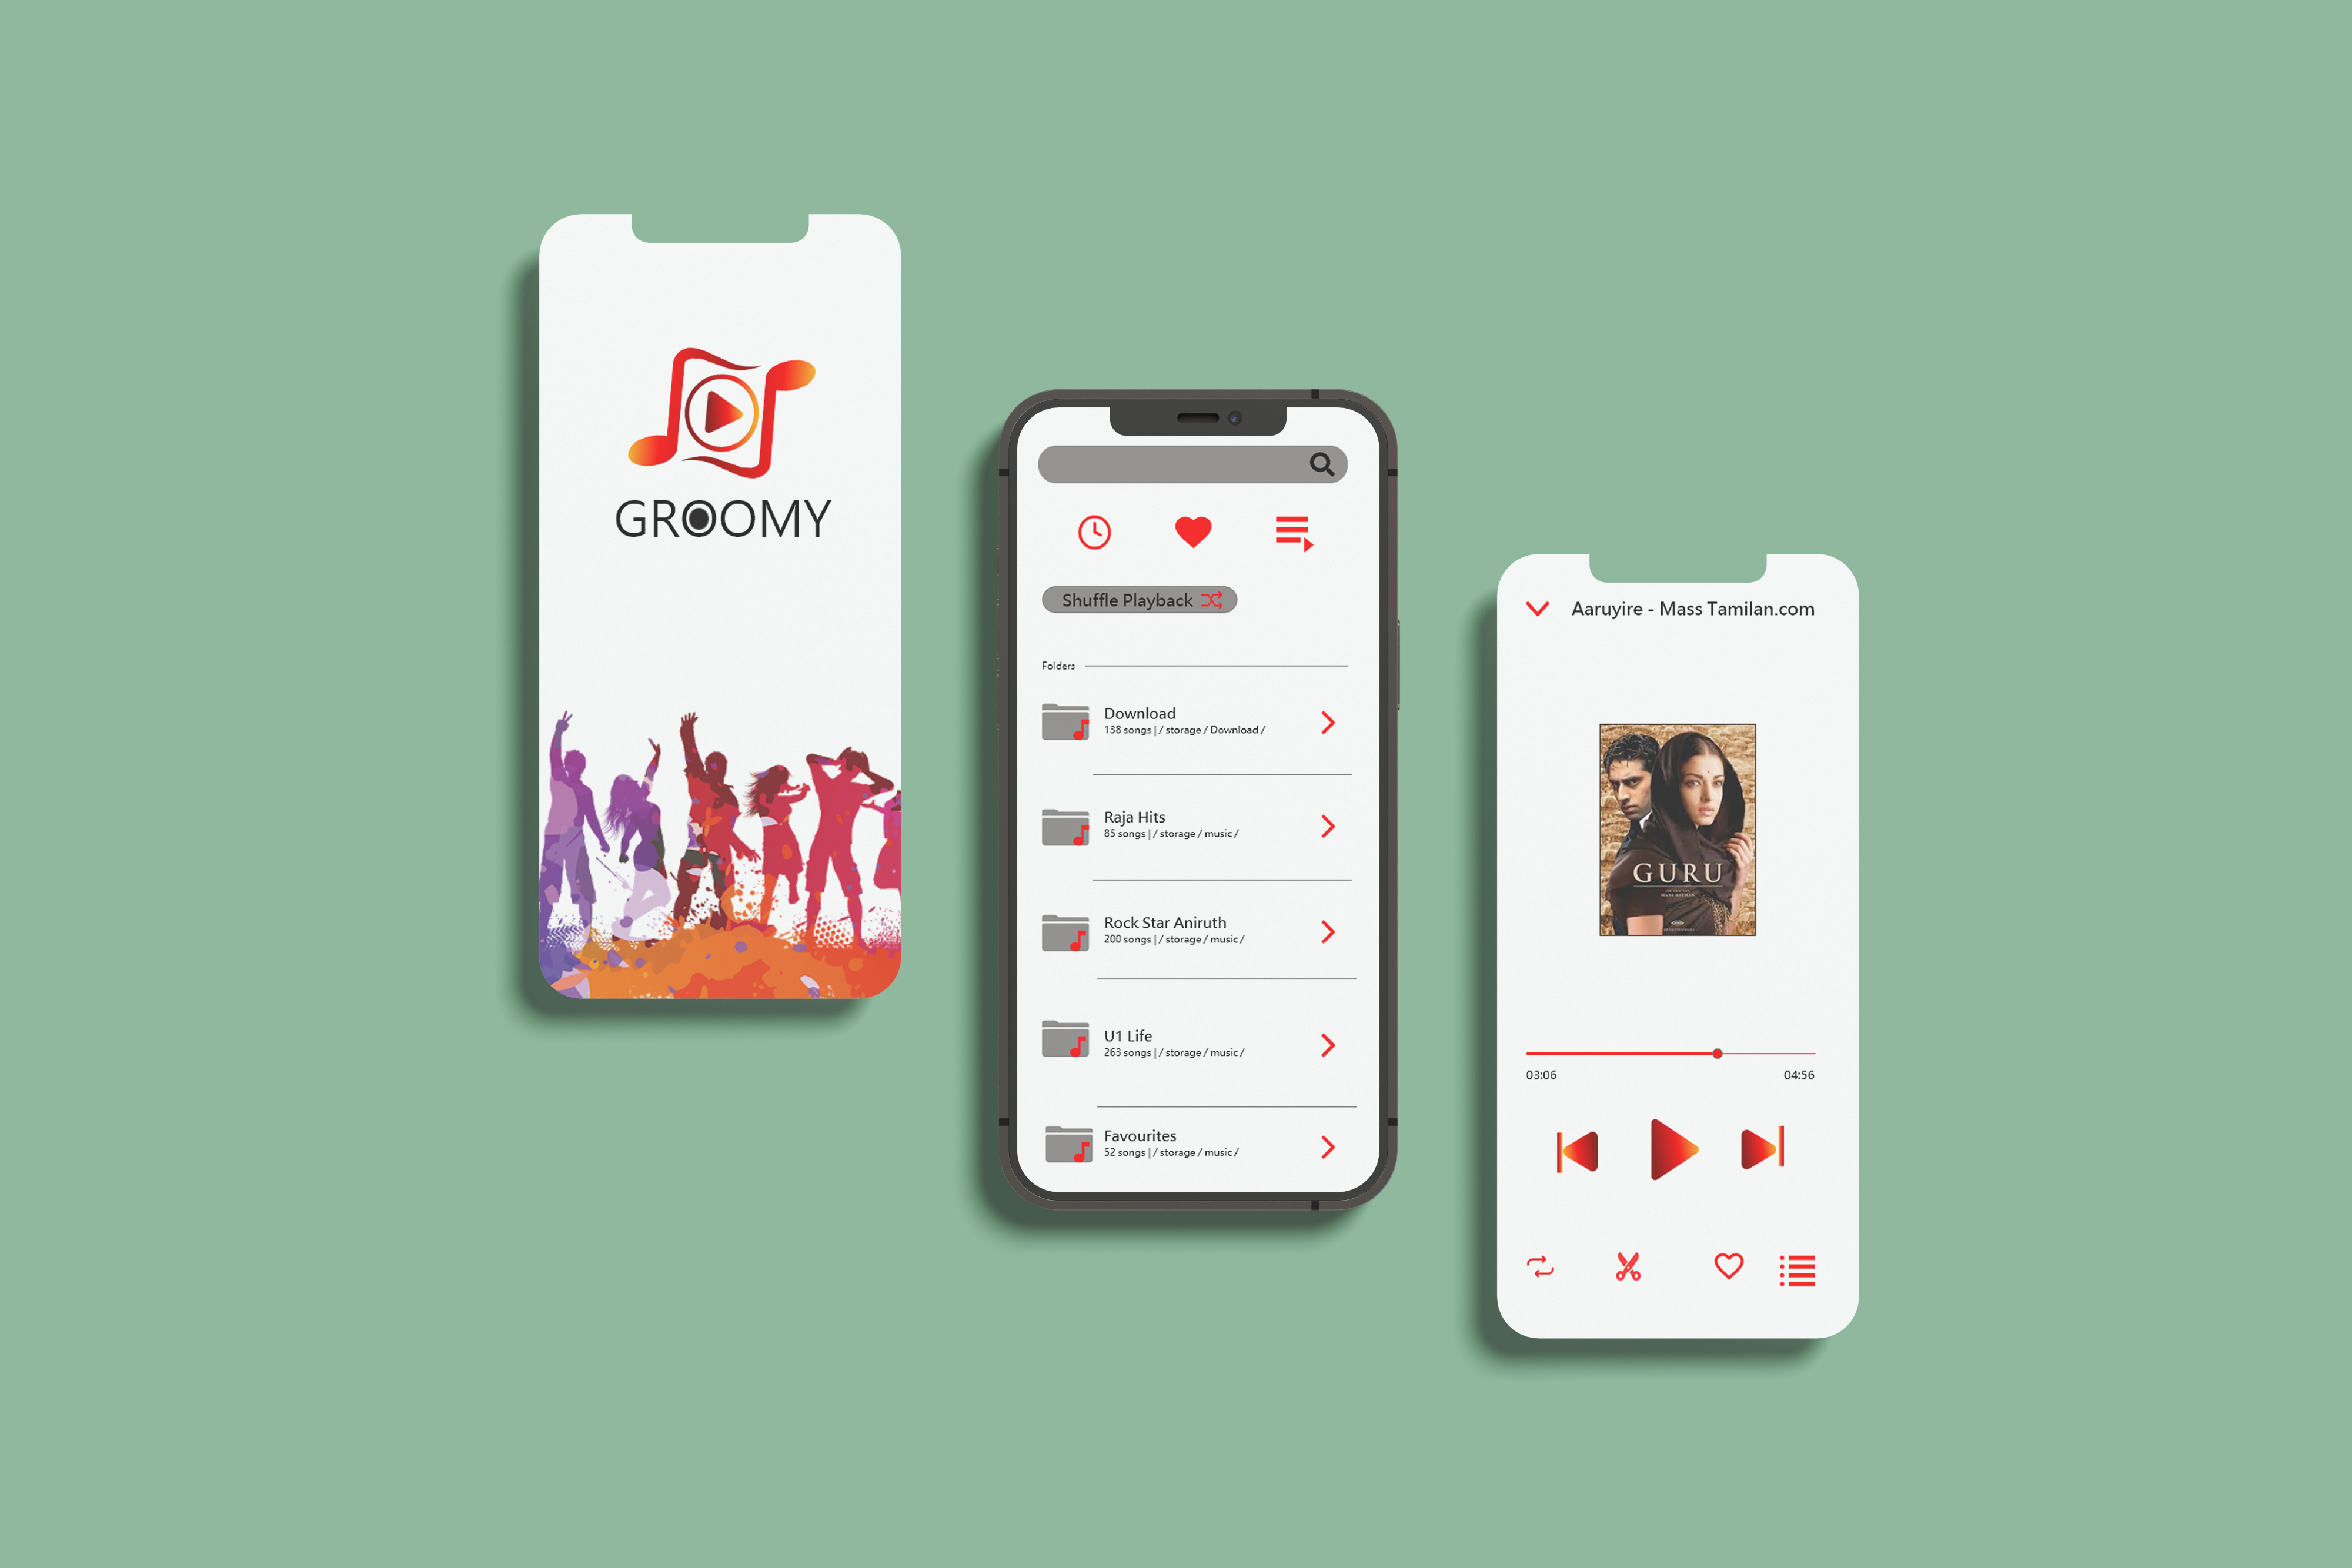 GROOMY
Shuffle Playback
Folders
Download
138 songs | / storage / Download /
Raja Hits
85 songs | / storage / music /
Rock Star Aniruth
200 songs | / storage / music /
U1 Life
263 songs | / storage / music /
Favourites
52 songs | / storage / music /
Aaruyire - Mass Tamilan.com
GURU
03:06 04:56